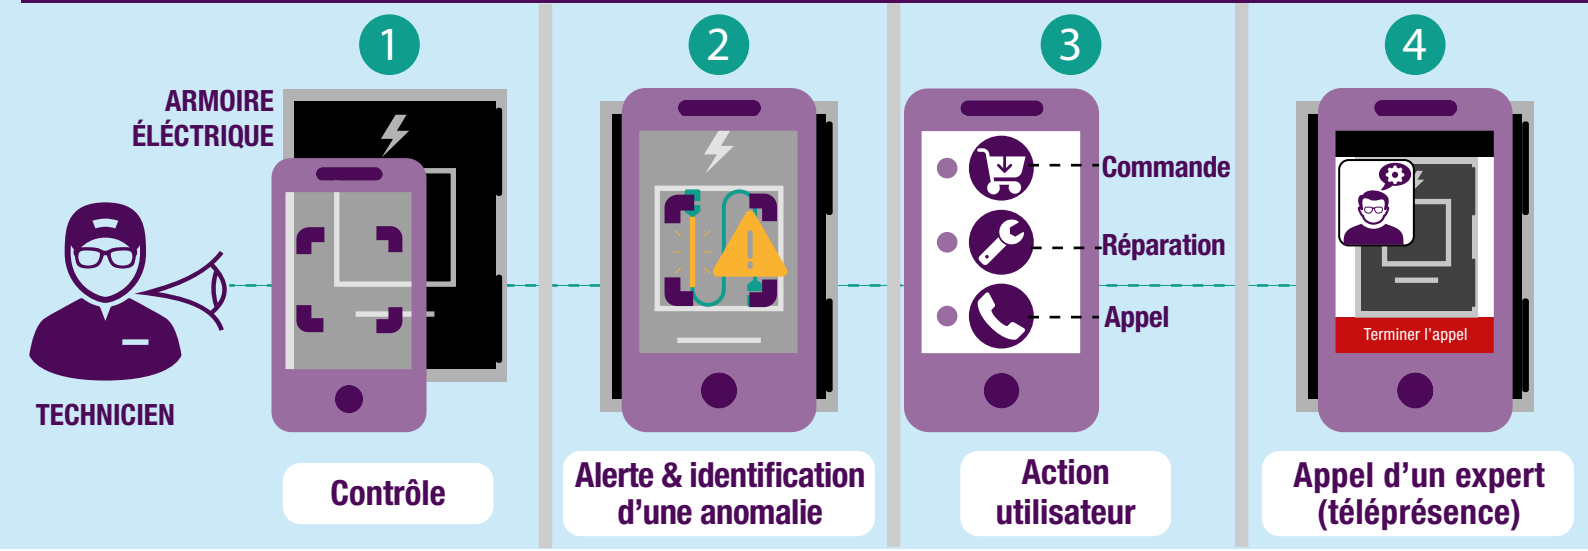 1
2
3
4
ARMOIRE
ÉLÉCTRIQUE
TECHNICIEN
Commande
Réparation
Appel
Terminer l'appel
Contrôle
Alerte & identification
d'une anomalie
Action
utilisateur
Appel d'un expert
(téléprésence)